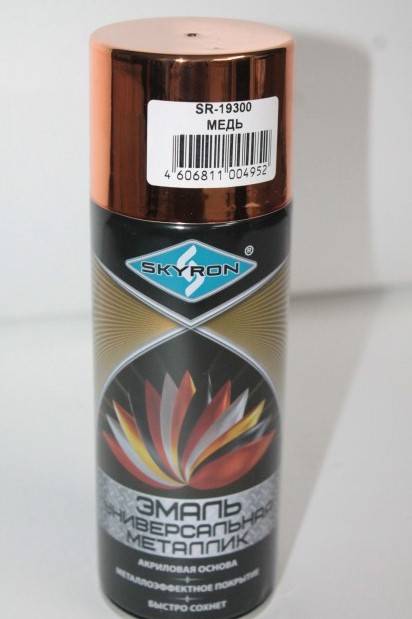 SR-19300
МЕДЬ
4 606811 004952
SKYRON ®
ЭМАЛЬ
УНИВЕРСАЛЬНАЯ
МЕТАЛЛИК
АКРИЛОВАЯ ОСНОВА
МЕТАЛЛОЭФФЕКТНОЕ ПОКРЫТИЕ
БЫСТРО СОХНЕТ